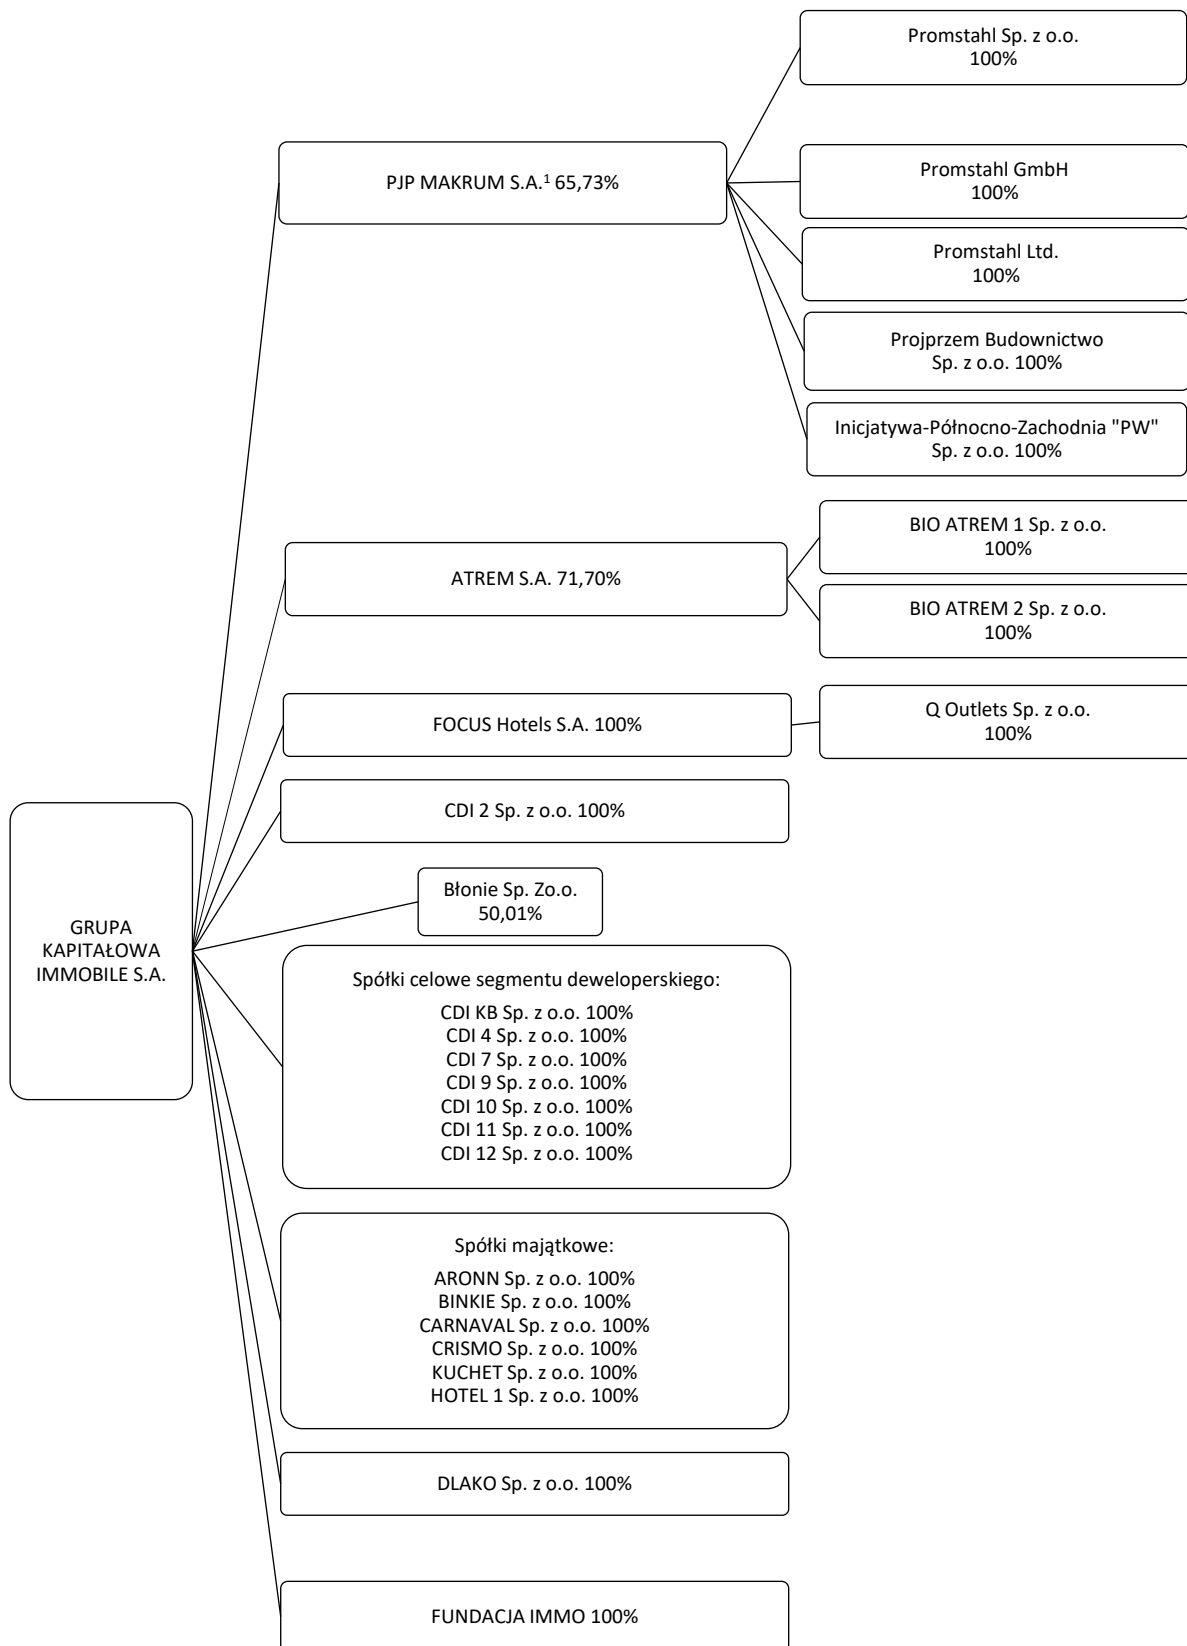 Promstahl Sp. z o.o.
100%
PJP MAKRUM S.A.¹ 65,73%
Promstahl GmbH
100%
Promstahl Ltd.
100%
Projprzem Budownictwo
Sp. z o.o. 100%
Inicjatywa-Północno-Zachodnia "PW"
Sp. z o.o. 100%
ATREM S.A. 71,70%
BIO ATREM 1 Sp. z o.o.
100%
BIO ATREM 2 Sp. z o.o.
100%
FOCUS Hotels S.A. 100%
Q Outlets Sp. z o.o.
100%
CDI 2 Sp. z o.o. 100%
Błonie Sp. Zo.o.
50,01%
GRUPA
KAPITAŁOWA
IMMOBILE S.A.
Spółki celowe segmentu deweloperskiego:
CDI KB Sp. z o.o. 100%
CDI 4 Sp. z o.o. 100%
CDI 7 Sp. z o.o. 100%
CDI 9 Sp. z o.o. 100%
CDI 10 Sp. z o.o. 100%
CDI 11 Sp. z o.o. 100%
CDI 12 Sp. z o.o. 100%
Spółki majątkowe:
ARONN Sp. z o.o. 100%
BINKIE Sp. z o.o. 100%
CARNAVAL Sp. z o.o. 100%
CRISMO Sp. z o.o. 100%
KUCHET Sp. z o.o. 100%
HOTEL 1 Sp. z o.o. 100%
DLAKO Sp. z o.o. 100%
FUNDACJA IMMO 100%